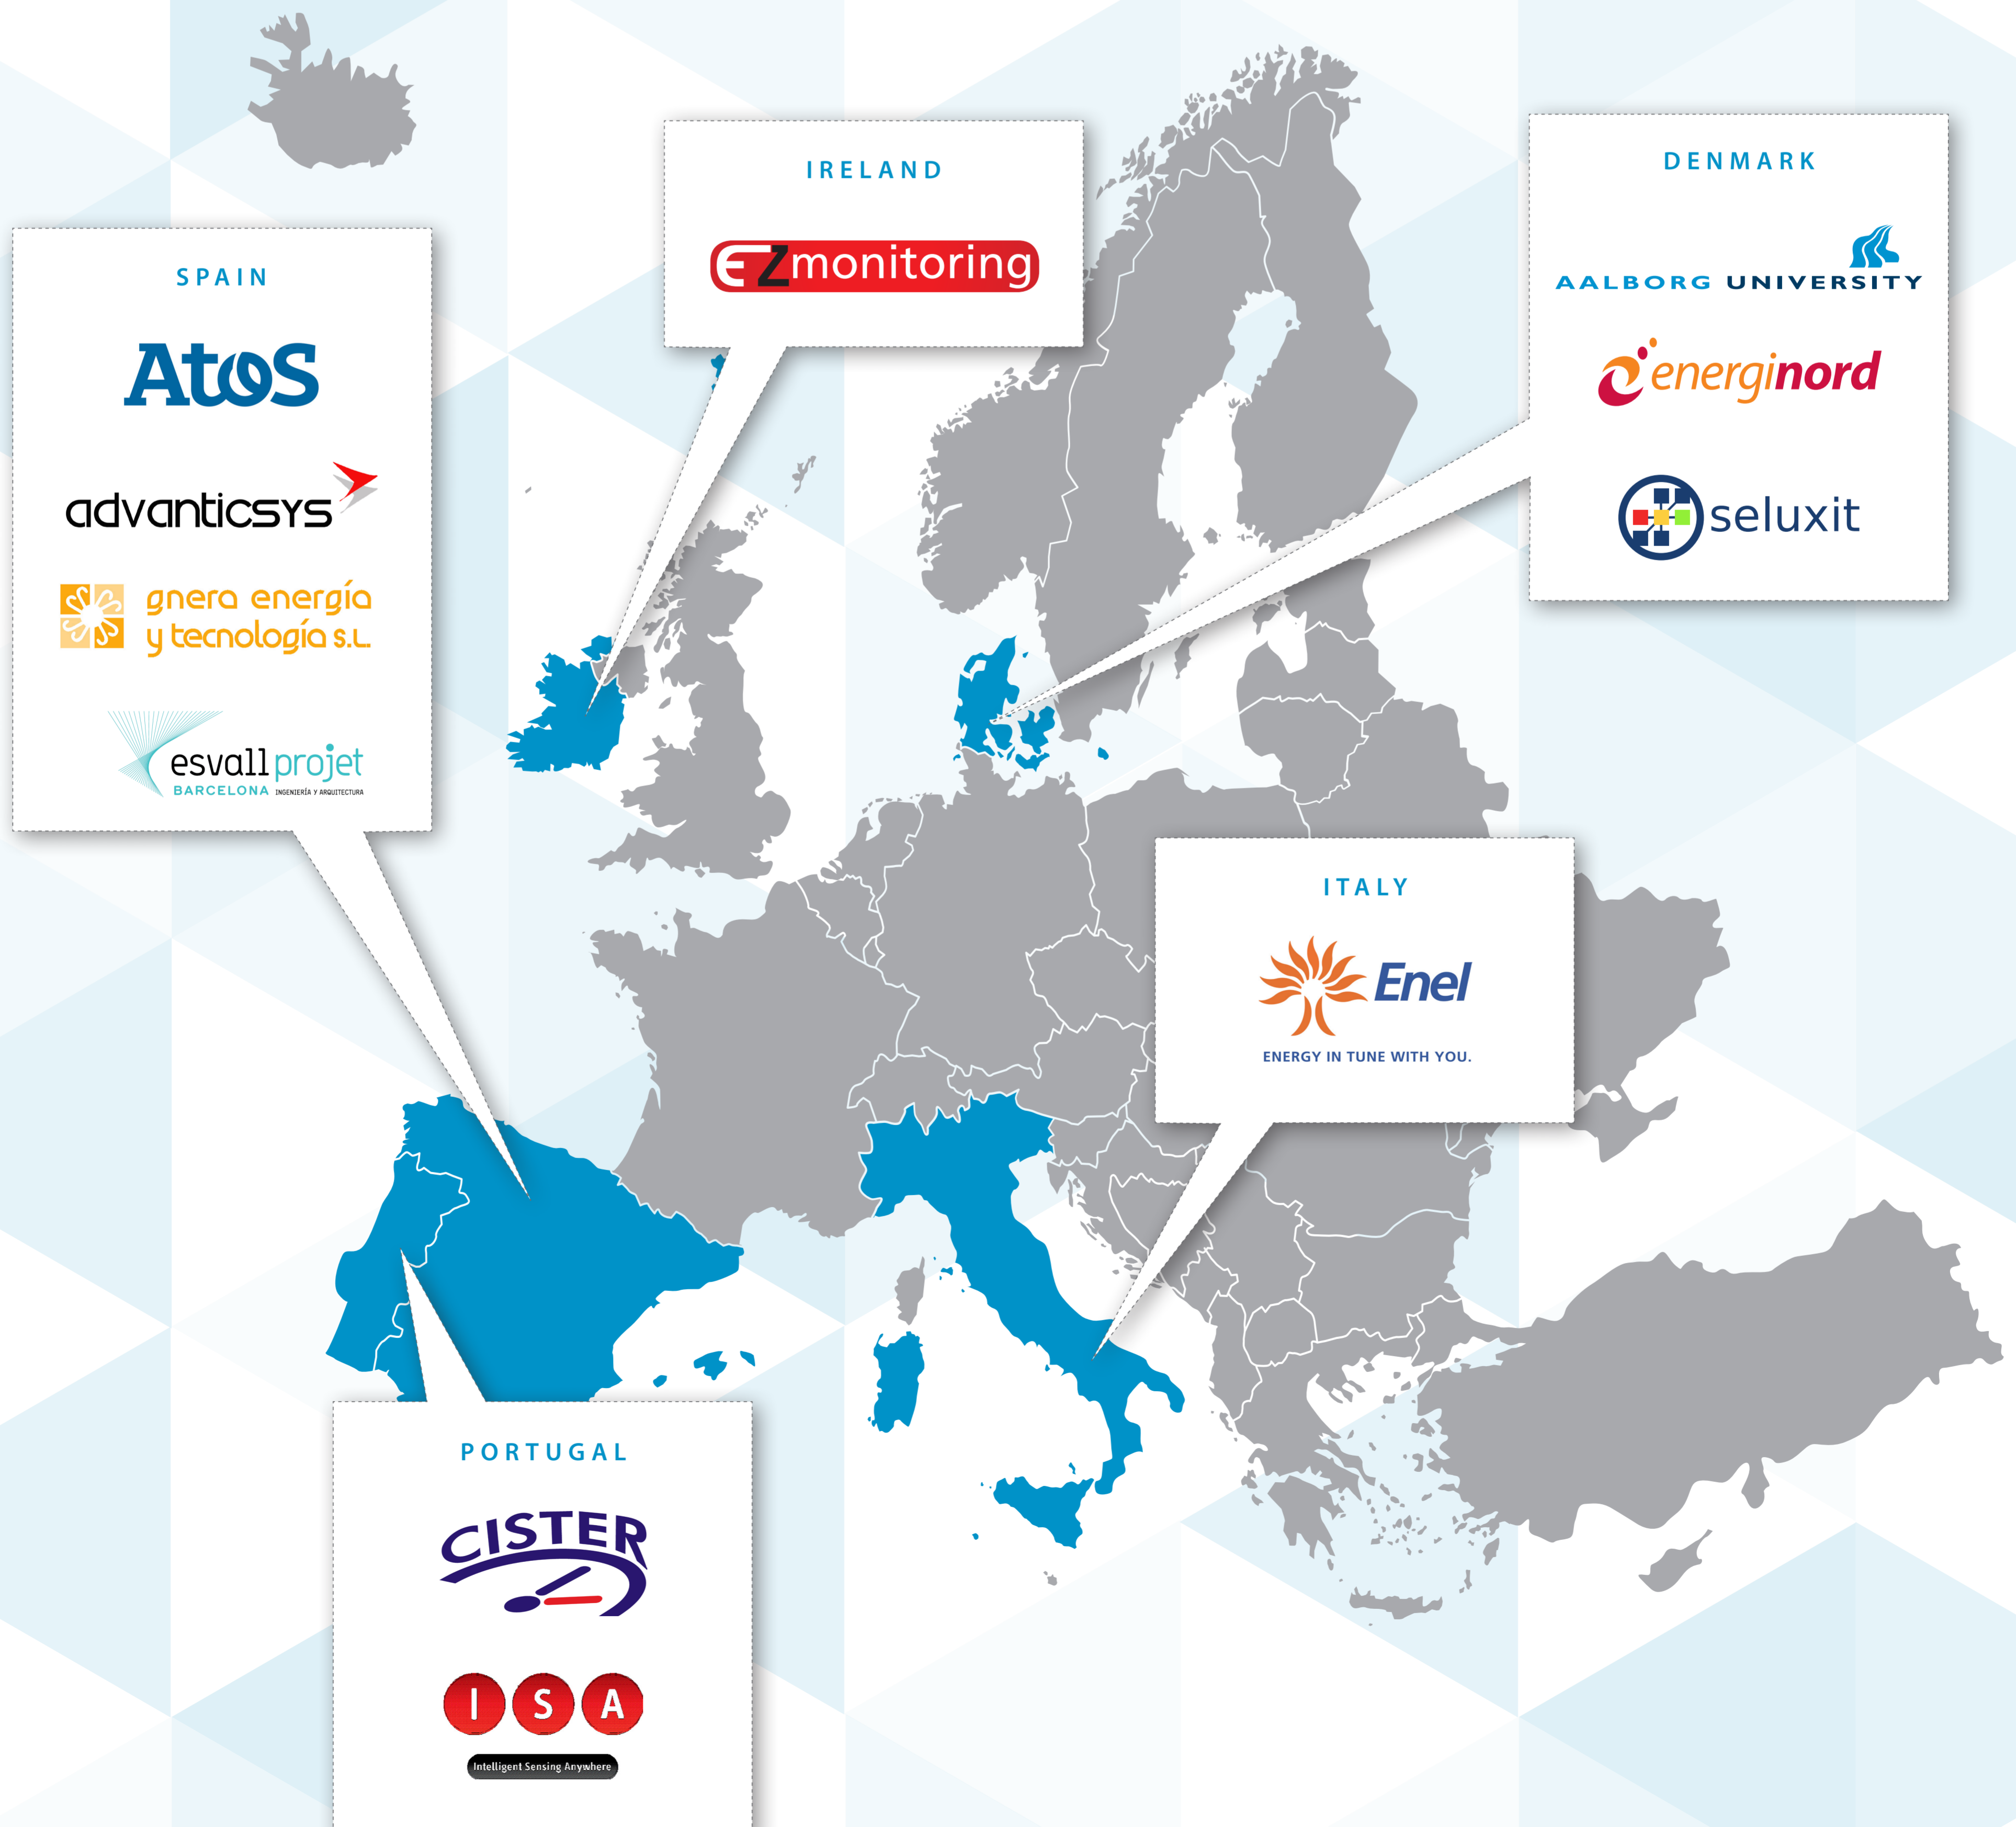 IRELAND
EZmonitoring
DENMARK
AALBORG UNIVERSITY
energinord
seluxit
SPAIN
Atos
advanticsys
gnera energía
y tecnología s.l.
esvall projet
BARCELONA INGENIERÍA Y ARQUITECTURA
ITALY
Enel
ENERGY IN TUNE WITH YOU.
PORTUGAL
CISTER
ISA
Intelligent Sensing Anywhere